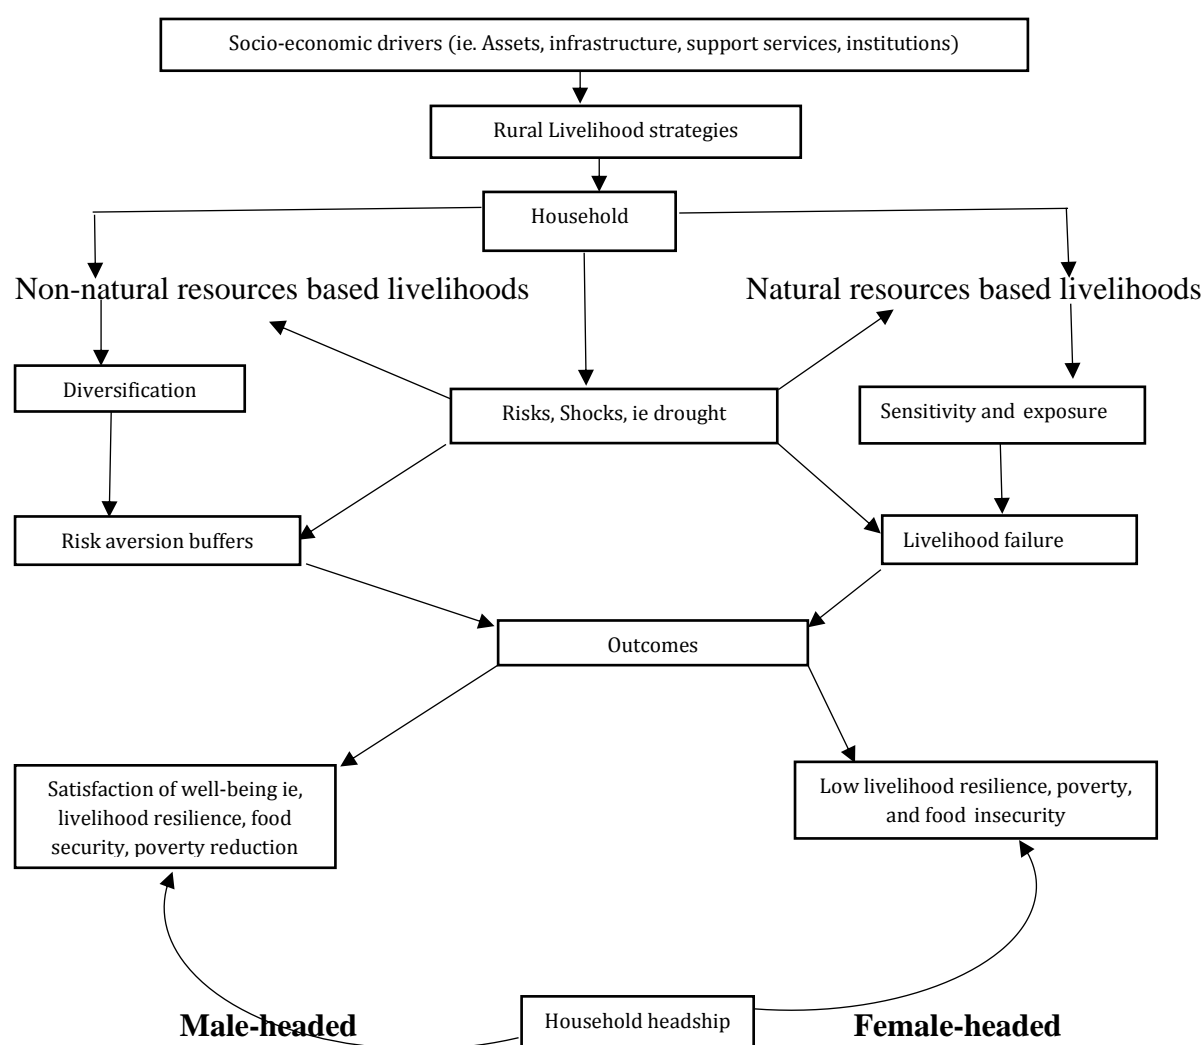 Socio-economic drivers (ie. Assets, infrastructure, support services, institutions)
Rural Livelihood strategies
Household
Non-natural resources based livelihoods
Natural resources based livelihoods
Diversification
Risks, Shocks, ie drought
Sensitivity and exposure
Risk aversion buffers
Livelihood failure
Outcomes
Satisfaction of well-being ie,
livelihood resilience, food
security, poverty reduction
Low livelihood resilience, poverty,
and food insecurity
Male-headed
Household headship
Female-headed